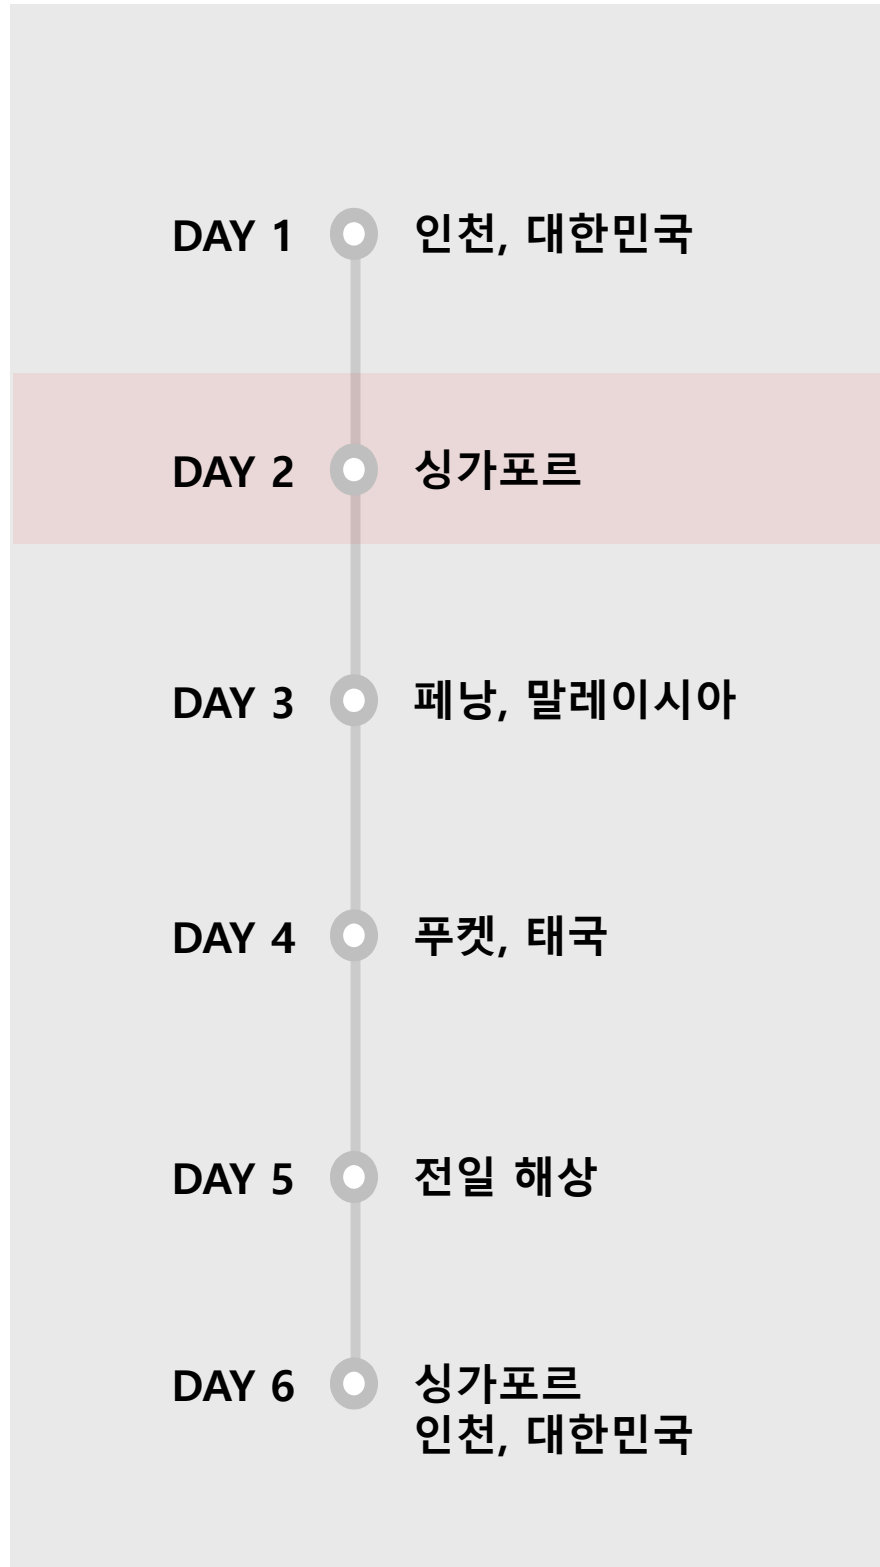 DAY 1 인천, 대한민국
DAY 2 싱가포르
DAY 3 페낭, 말레이시아
DAY 4 푸켓, 태국
DAY 5 전일 해상
DAY 6 싱가포르
인천, 대한민국